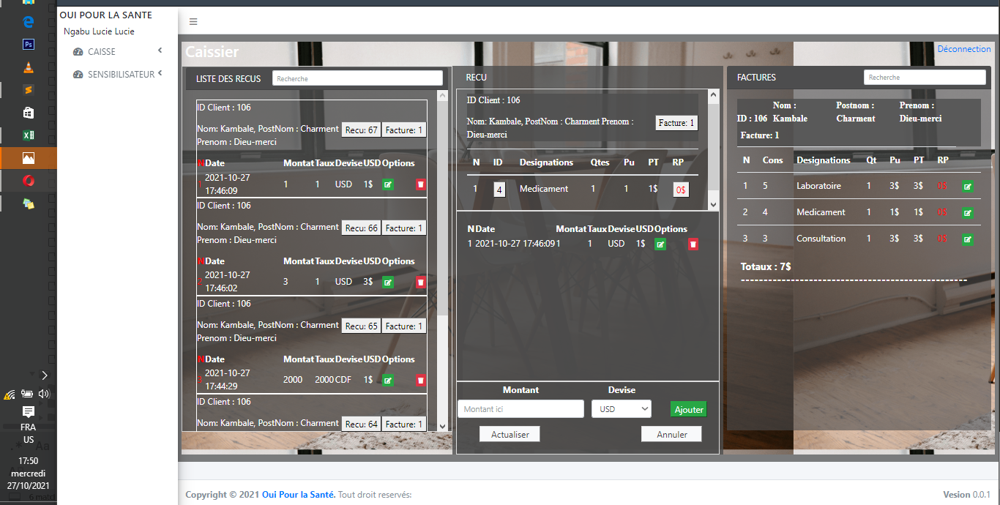 OUI POUR LA SANTE
Ngabu Lucie Lucie
CAISSE
SENSIBILISATEUR
Caissier
Déconnection
LISTE DES RECUS
Recherche
ID Client : 106
Nom: Kambale, PostNom : Charment
Prenom : Dieu-merci
Recu: 67
Facture: 1
N Date Montat Taux Devise USD Options
1 2021-10-27 17:46:09 1 1 USD 1$
ID Client : 106
Nom: Kambale, PostNom : Charment
Prenom : Dieu-merci
Recu: 66
Facture: 1
N Date Montat Taux Devise USD Options
2 2021-10-27 17:46:02 3 1 USD 3$
ID Client : 106
Nom: Kambale, PostNom : Charment
Prenom : Dieu-merci
Recu: 65
Facture: 1
N Date Montat Taux Devise USD Options
3 2021-10-27 17:44:29 2000 2000 CDF 1$
ID Client : 106
Nom: Kambale, PostNom : Charment
Recu: 64
Facture: 1
RECU
ID Client : 106
Nom: Kambale, PostNom : Charment Prenom :
Dieu-merci
Facture: 1
N ID Designations Qtes Pu PT RP
1 4 Medicament 1 1 1$ 0$
N Date Montat Taux Devise USD Options
1 2021-10-27 17:46:09 1 1 USD 1$
Montant Devise
Montant ici
USD
Ajouter
Actualiser
Annuler
FACTURES
Recherche
ID : 106
Nom :
Kambale
Postnom :
Charment
Prenom :
Dieu-merci
Facture: 1
N Cons Designations Qt Pu PT RP
1 5 Laboratoire 1 3$ 3$ 0$
2 4 Medicament 1 1$ 1$ 0$
3 3 Consultation 1 3$ 3$ 0$
Totaux : 7$
--------------------------------------------------
Copyright © 2021 Oui Pour la Santé. Tout droit reservés:
Vesion 0.0.1
Ps
FRA
US
17:50
mercredi
27/10/2021